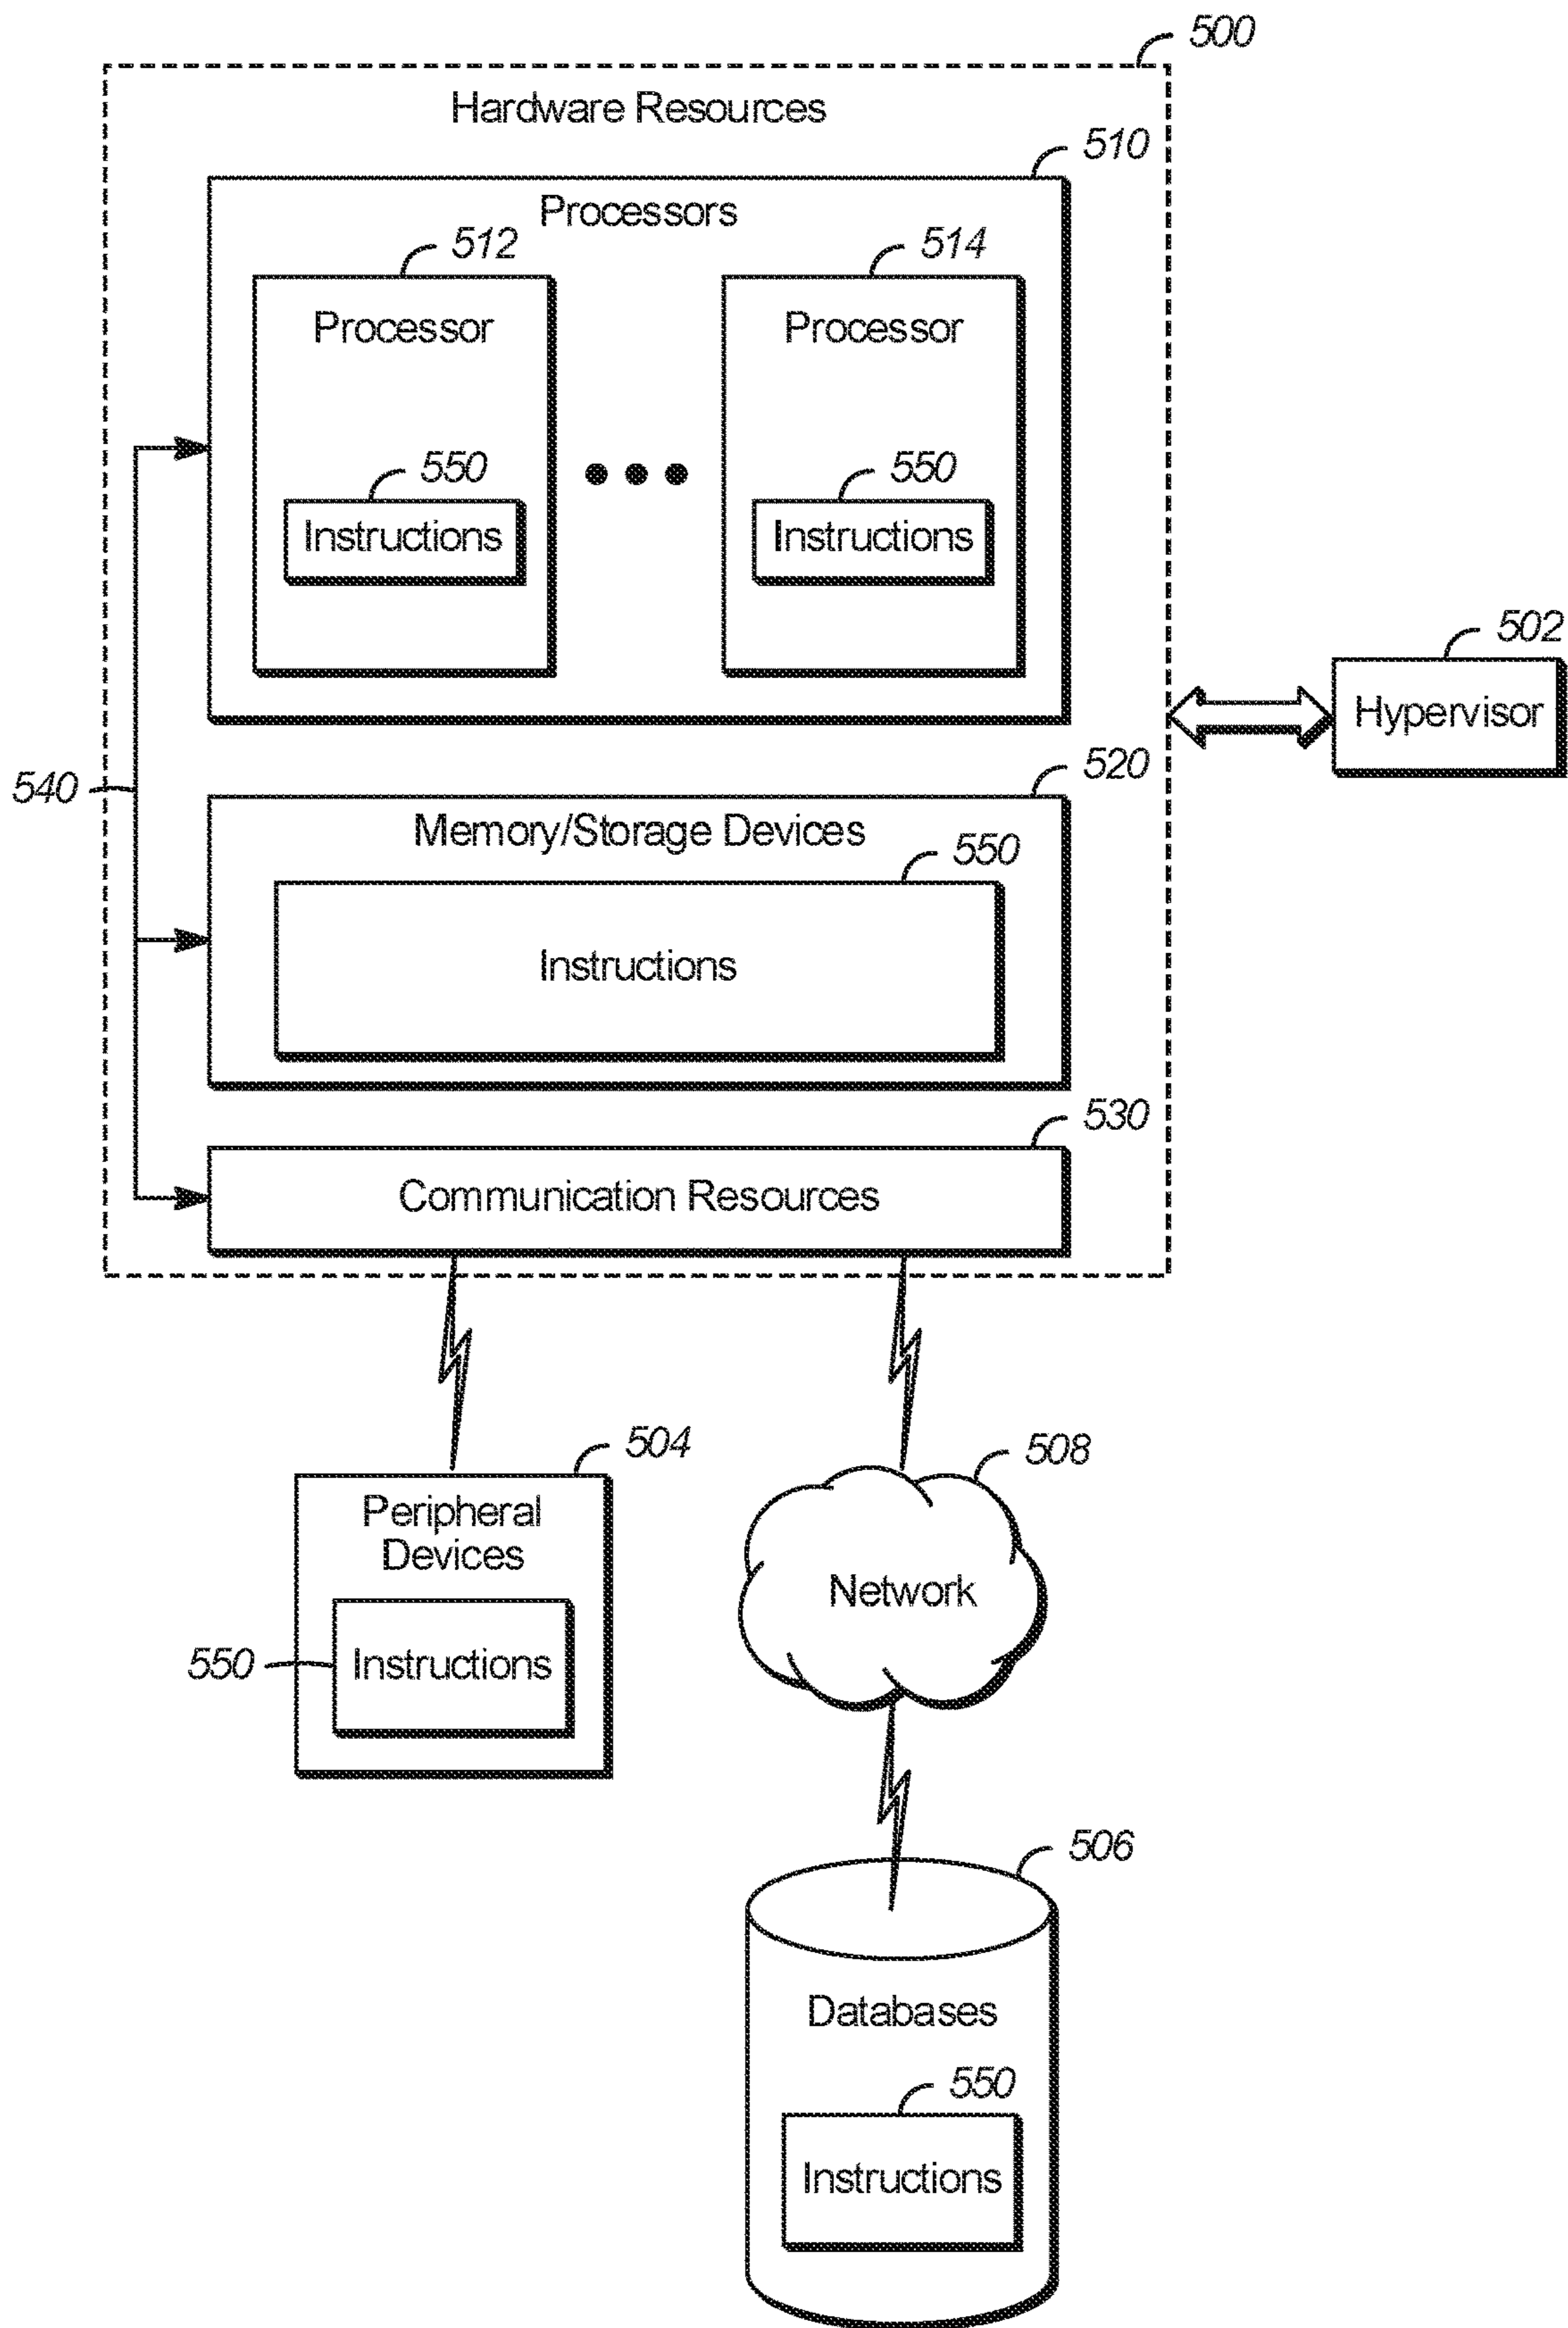 500
Hardware Resources
510
Processors
512
514
Processor
Processor
550
550
Instructions
Instructions
502
Hypervisor
540
520
Memory/Storage Devices
550
Instructions
530
Communication Resources
504
508
Peripheral
Devices
Network
550
Instructions
506
Databases
550
Instructions